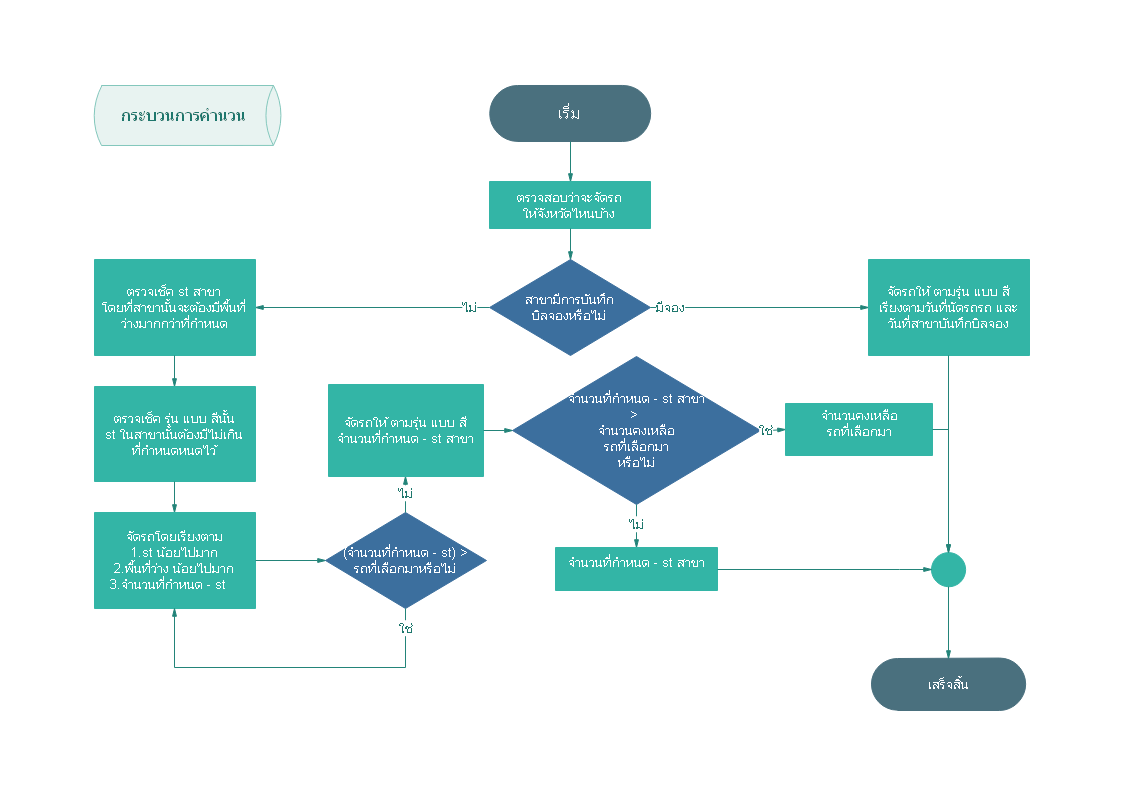 กระบวนการคำนวน
เริ่ม
ตรวจสอบว่าจะจัดรถ
ให้จังหวัดไหนบ้าง
สาขามีการบันทึก
บิลจองหรือไม่
ไม่
มีจอง
ตรวจเช็ค st สาขา
โดยที่สาขานั้นจะต้องมีพื้นที่
ว่างมากกว่าที่กำหนด
จัดรถให้ ตามรุ่น แบบ สี
เรียงตามวันที่นัดรถรถ และ
วันที่สาขาบันทึกบิลจอง
ตรวจเช็ค รุ่น แบบ สีนั้น
st ในสาขานั้นต้องมีไม่เกิน
ที่กำหนดหนดไว้
จัดรถให้ ตามรุ่น แบบ สี
จำนวนที่กำหนด - st สาขา
จำนวนที่กำหนด - st สาขา
>
จำนวนคงเหลือ
รถที่เลือกมา
หรือไม่
ใช่
จำนวนคงเหลือ
รถที่เลือกมา
ไม่
ไม่
จัดรถโดยเรียงตาม
1.st น้อยไปมาก
2.พื้นที่ว่าง น้อยไปมาก
3.จำนวนที่กำหนด - st
(จำนวนที่กำหนด - st) >
รถที่เลือกมาหรือไม่
จำนวนที่กำหนด - st สาขา
ใช่
เสร็จสิ้น